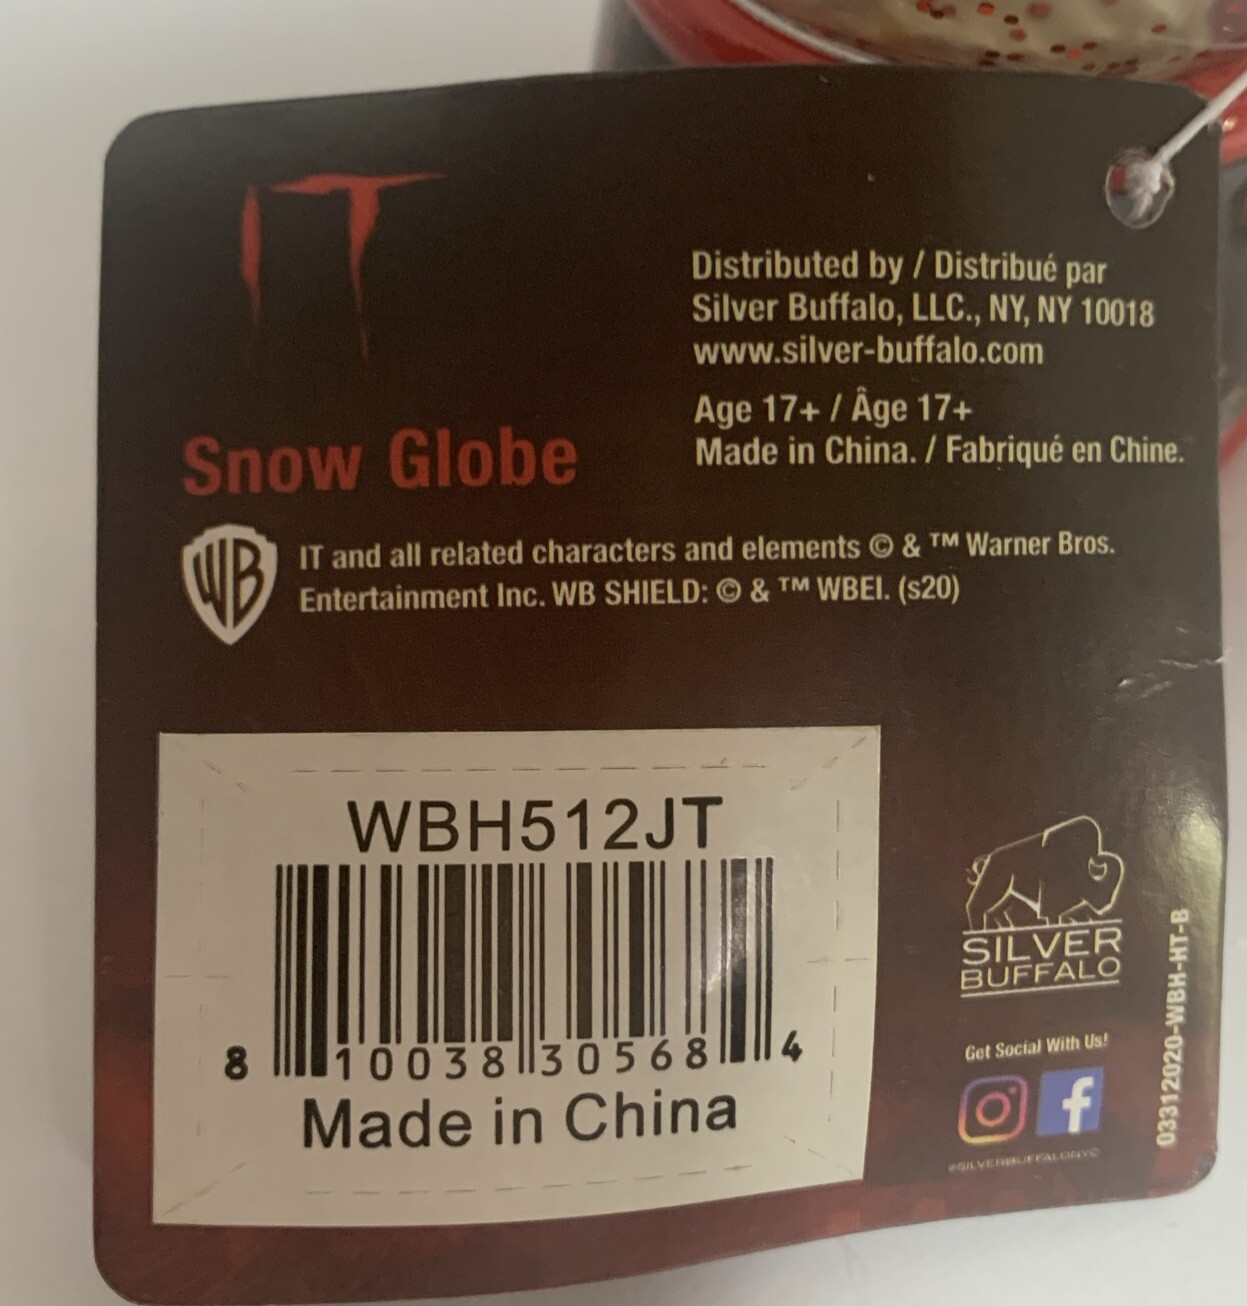 IT
Distributed by / Distribué par
Silver Buffalo, LLC., NY, NY 10018
www.silver-buffalo.com
Age 17+ / Âge 17+
Made in China. / Fabriqué en Chine.
Snow Globe
WB
IT and all related characters and elements © & ™ Warner Bros.
Entertainment Inc. WB SHIELD: © & ™ WBEI. (s20)
WBH512JT
8 10038 30568 4
Made in China
SILVER
BUFFALO
Get Social With Us!
f
#SILVERBUFFALONYC
03312020-WBH-HT-B